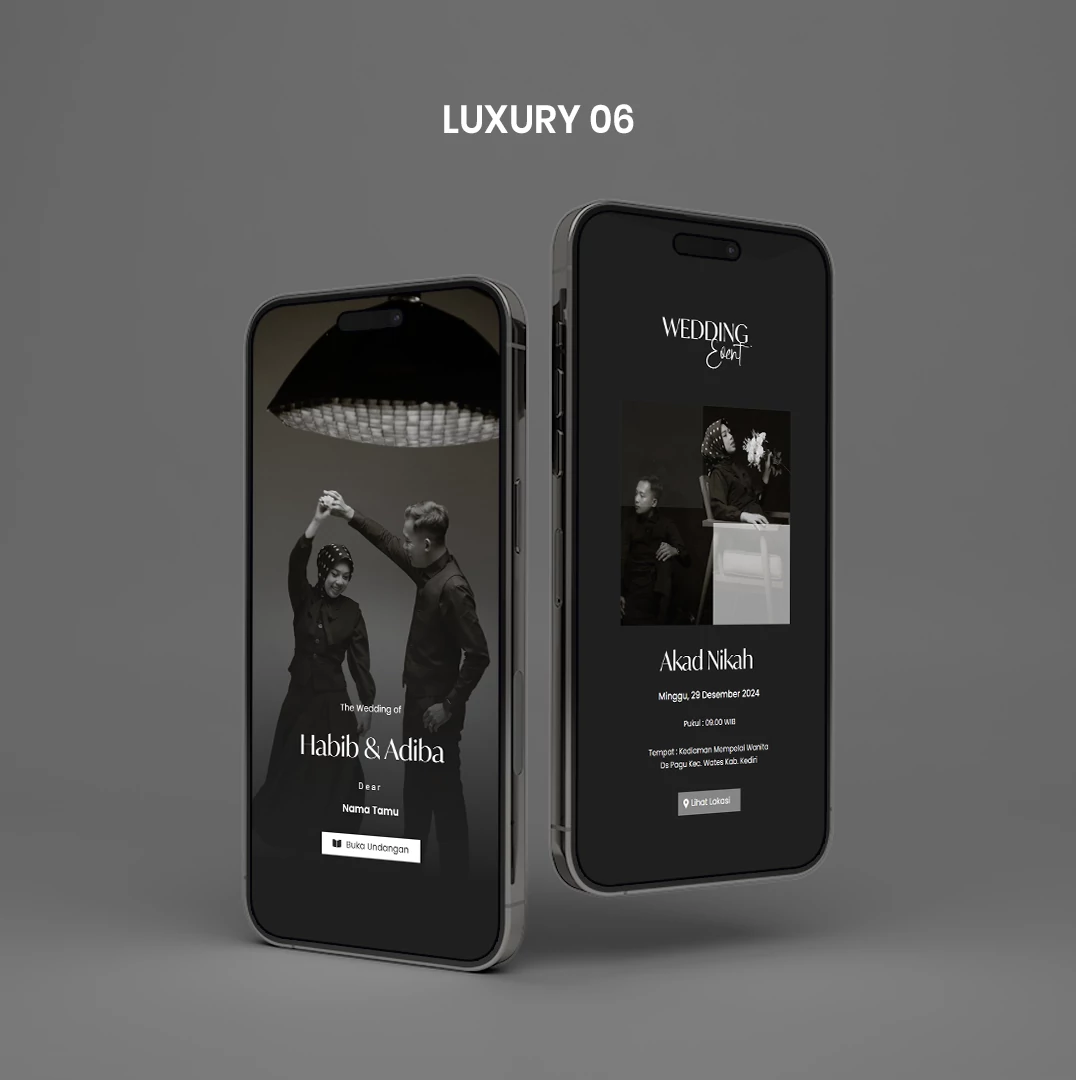 LUXURY 06
The Wedding of
Habib & Adiba
Dear
Nama Tamu
Buka Undangan
WEDDING
Event
Akad Nikah
Minggu, 29 Desember 2024
Pukul : 09.00 WIB
Tempat : Kediaman Mempelai Wanita
Ds Pagu Kec. Wates Kab. Kediri
Lihat Lokasi